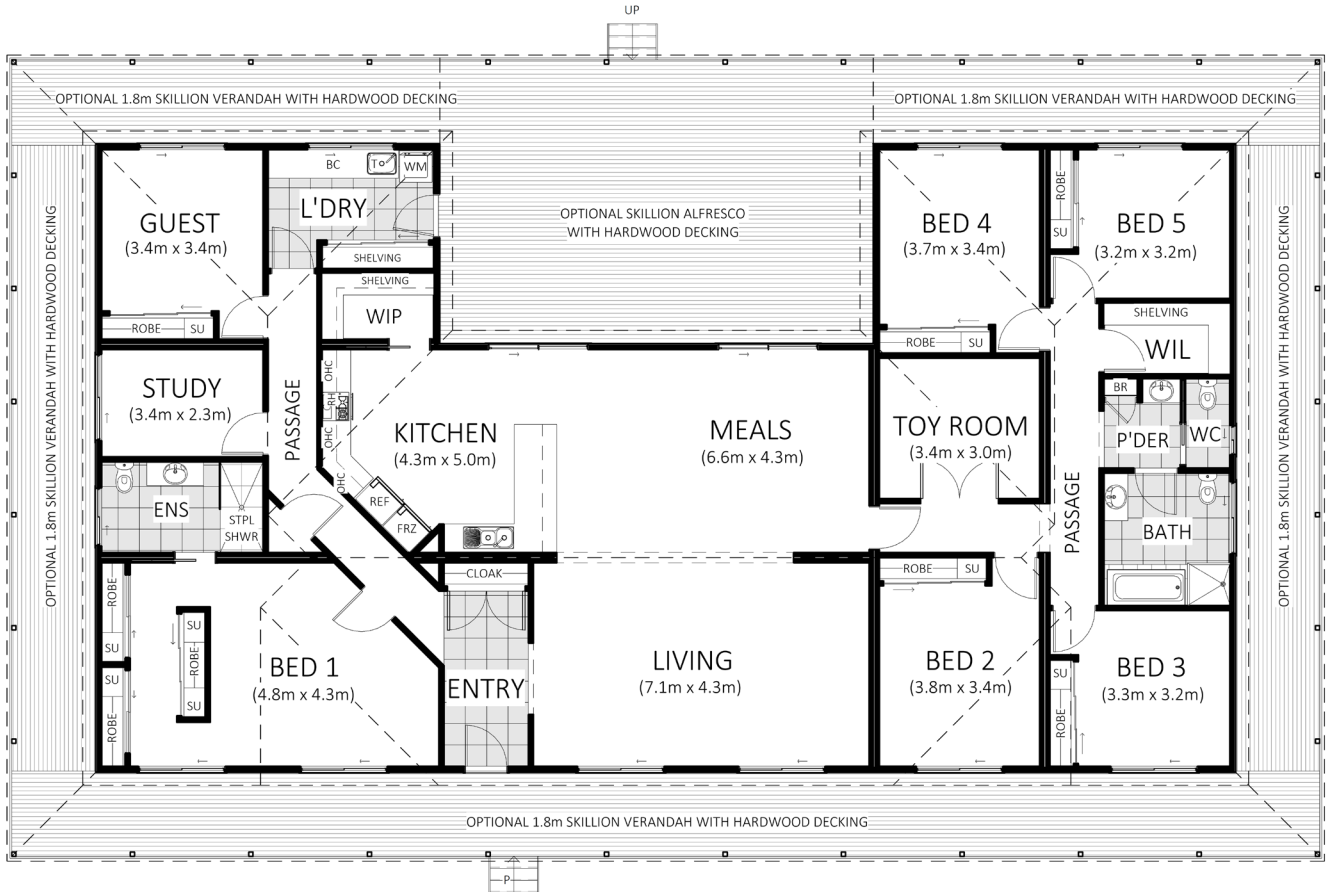 UP
OPTIONAL 1.8m SKILLION VERANDAH WITH HARDWOOD DECKING
OPTIONAL 1.8m SKILLION VERANDAH WITH HARDWOOD DECKING
OPTIONAL 1.8m SKILLION VERANDAH WITH HARDWOOD DECKING
GUEST
(3.4m x 3.4m)
ROBE
SU
BC
T
WM
L'DRY
SHELVING
SHELVING
WIP
OPTIONAL SKILLION ALFRESCO
WITH HARDWOOD DECKING
BED 4
(3.7m x 3.4m)
ROBE
SU
ROBE
SU
BED 5
(3.2m x 3.2m)
SHELVING
WIL
OPTIONAL 1.8m SKILLION VERANDAH WITH HARDWOOD DECKING
STUDY
(3.4m x 2.3m)
PASSAGE
OHC
RH
OHC
OHC
KITCHEN
(4.3m x 5.0m)
REF
FRZ
MEALS
(6.6m x 4.3m)
TOY ROOM
(3.4m x 3.0m)
PASSAGE
BR
P'DER
WC
BATH
ENS
STPL
SHWR
ROBE
SU
SU
ROBE
SU
ROBE
SU
BED 1
(4.8m x 4.3m)
CLOAK
ENTRY
LIVING
(7.1m x 4.3m)
ROBE
SU
BED 2
(3.8m x 3.4m)
SU
ROBE
BED 3
(3.3m x 3.2m)
OPTIONAL 1.8m SKILLION VERANDAH WITH HARDWOOD DECKING